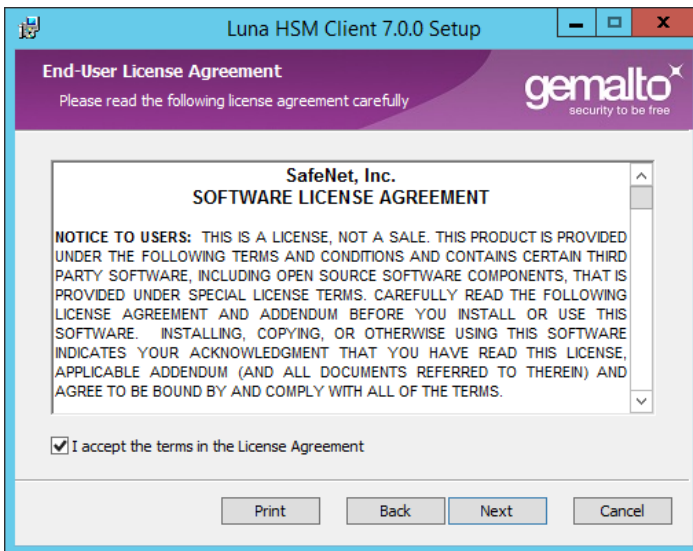 Luna HSM Client 7.0.0 Setup
End-User License Agreement
Please read the following license agreement carefully
gemalto
security to be free
SafeNet, Inc.
SOFTWARE LICENSE AGREEMENT
NOTICE TO USERS: THIS IS A LICENSE, NOT A SALE. THIS PRODUCT IS PROVIDED
UNDER THE FOLLOWING TERMS AND CONDITIONS AND CONTAINS CERTAIN THIRD
PARTY SOFTWARE, INCLUDING OPEN SOURCE SOFTWARE COMPONENTS, THAT IS
PROVIDED UNDER SPECIAL LICENSE TERMS. CAREFULLY READ THE FOLLOWING
LICENSE AGREEMENT AND ADDENDUM BEFORE YOU INSTALL OR USE THIS
SOFTWARE. INSTALLING, COPYING, OR OTHERWISE USING THIS SOFTWARE
INDICATES YOUR ACKNOWLEDGMENT THAT YOU HAVE READ THIS LICENSE,
APPLICABLE ADDENDUM (AND ALL DOCUMENTS REFERRED TO THEREIN) AND
AGREE TO BE BOUND BY AND COMPLY WITH ALL OF THE TERMS.
I accept the terms in the License Agreement
Print Back Next Cancel